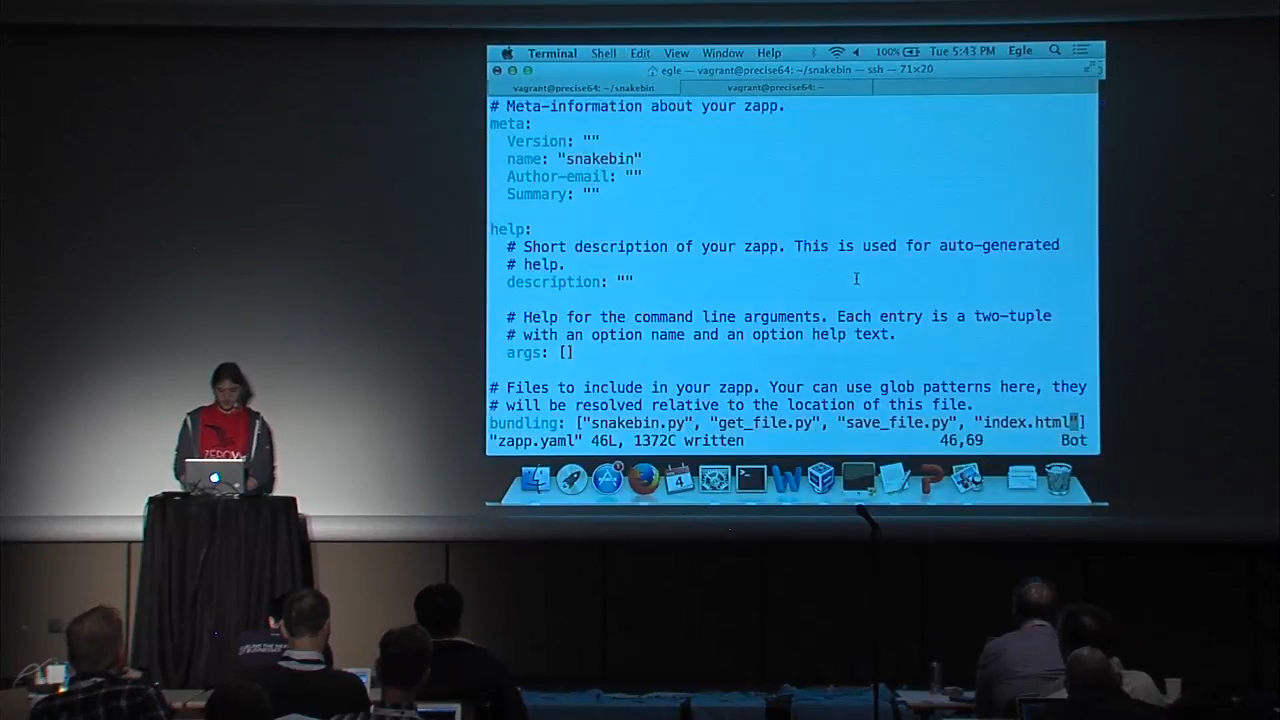 Terminal Shell Edit View Window Help 100% Tue 5:43 PM Egle
egle — vagrant@precise64: ~/snakebin — ssh — 71×20
vagrant@precise64: ~/snakebin vagrant@precise64: ~
# Meta-information about your zapp.
meta:
Version: ""
name: "snakebin"
Author-email: ""
Summary: ""
help:
# Short description of your zapp. This is used for auto-generated
# help.
description: ""
# Help for the command line arguments. Each entry is a two-tuple
# with an option name and an option help text.
args: []
# Files to include in your zapp. Your can use glob patterns here, they
# will be resolved relative to the location of this file.
bundling: ["snakebin.py", "get_file.py", "save_file.py", "index.html"]
"zapp.yaml" 46L, 1372C written 46,69 Bot
4